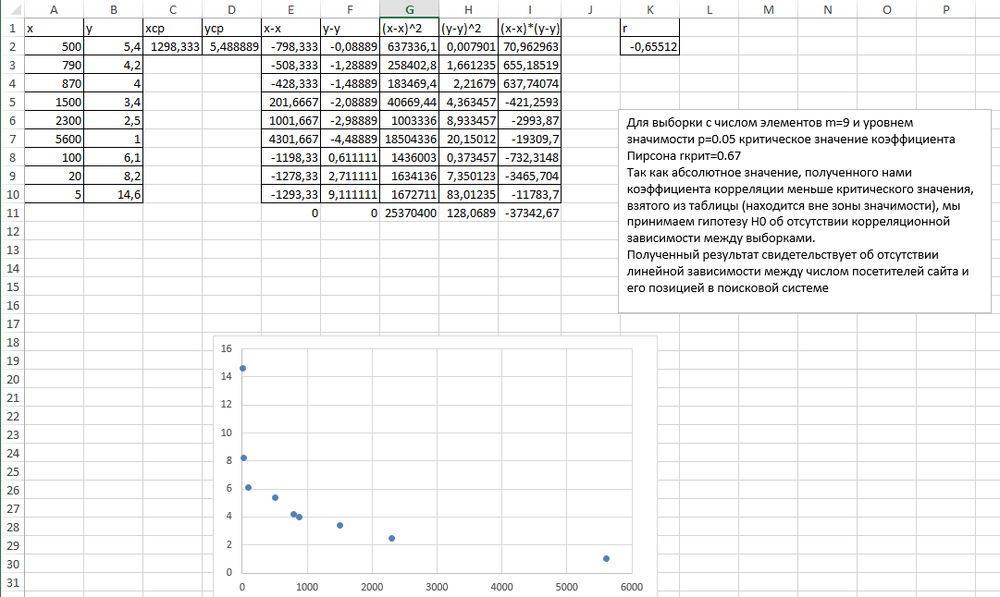 A B C D E F G H I J K L M N O P
1 x y xcp ycp x-x y-y (x-x)^2 (y-y)^2 (x-x)*(y-y) r
2 500 5,4 1298,333 5,488889 -798,333 -0,08889 637336,1 0,007901 70,962963 -0,65512
3 790 4,2 -508,333 -1,28889 258402,8 1,661235 655,18519
4 870 4 -428,333 -1,48889 183469,4 2,21679 637,74074
5 1500 3,4 201,6667 -2,08889 40669,44 4,363457 -421,2593
6 2300 2,5 1001,667 -2,98889 1003336 8,933457 -2993,87
7 5600 1 4301,667 -4,48889 18504336 20,15012 -19309,7
8 100 6,1 -1198,33 0,611111 1436003 0,373457 -732,3148
9 20 8,2 -1278,33 2,711111 1634136 7,350123 -3465,704
10 5 14,6 -1293,33 9,111111 1672711 83,01235 -11783,7
11 0 0 25370400 128,0689 -37342,67
12
13
14
15
16
17
18
19
20
21
22
23
24
25
26
27
28
29
30
31
Для выборки с числом элементов m=9 и уровнем
значимости p=0.05 критическое значение коэффициента
Пирсона rкрит=0.67
Так как абсолютное значение, полученного нами
коэффициента корреляции меньше критического значения,
взятого из таблицы (находится вне зоны значимости), мы
принимаем гипотезу H0 об отсутствии корреляционной
зависимости между выборками.
Полученный результат свидетельствует об отсутствии
линейной зависимости между числом посетителей сайта и
его позицией в поисковой системе
16
14
12
10
8
6
4
2
0
0 1000 2000 3000 4000 5000 6000